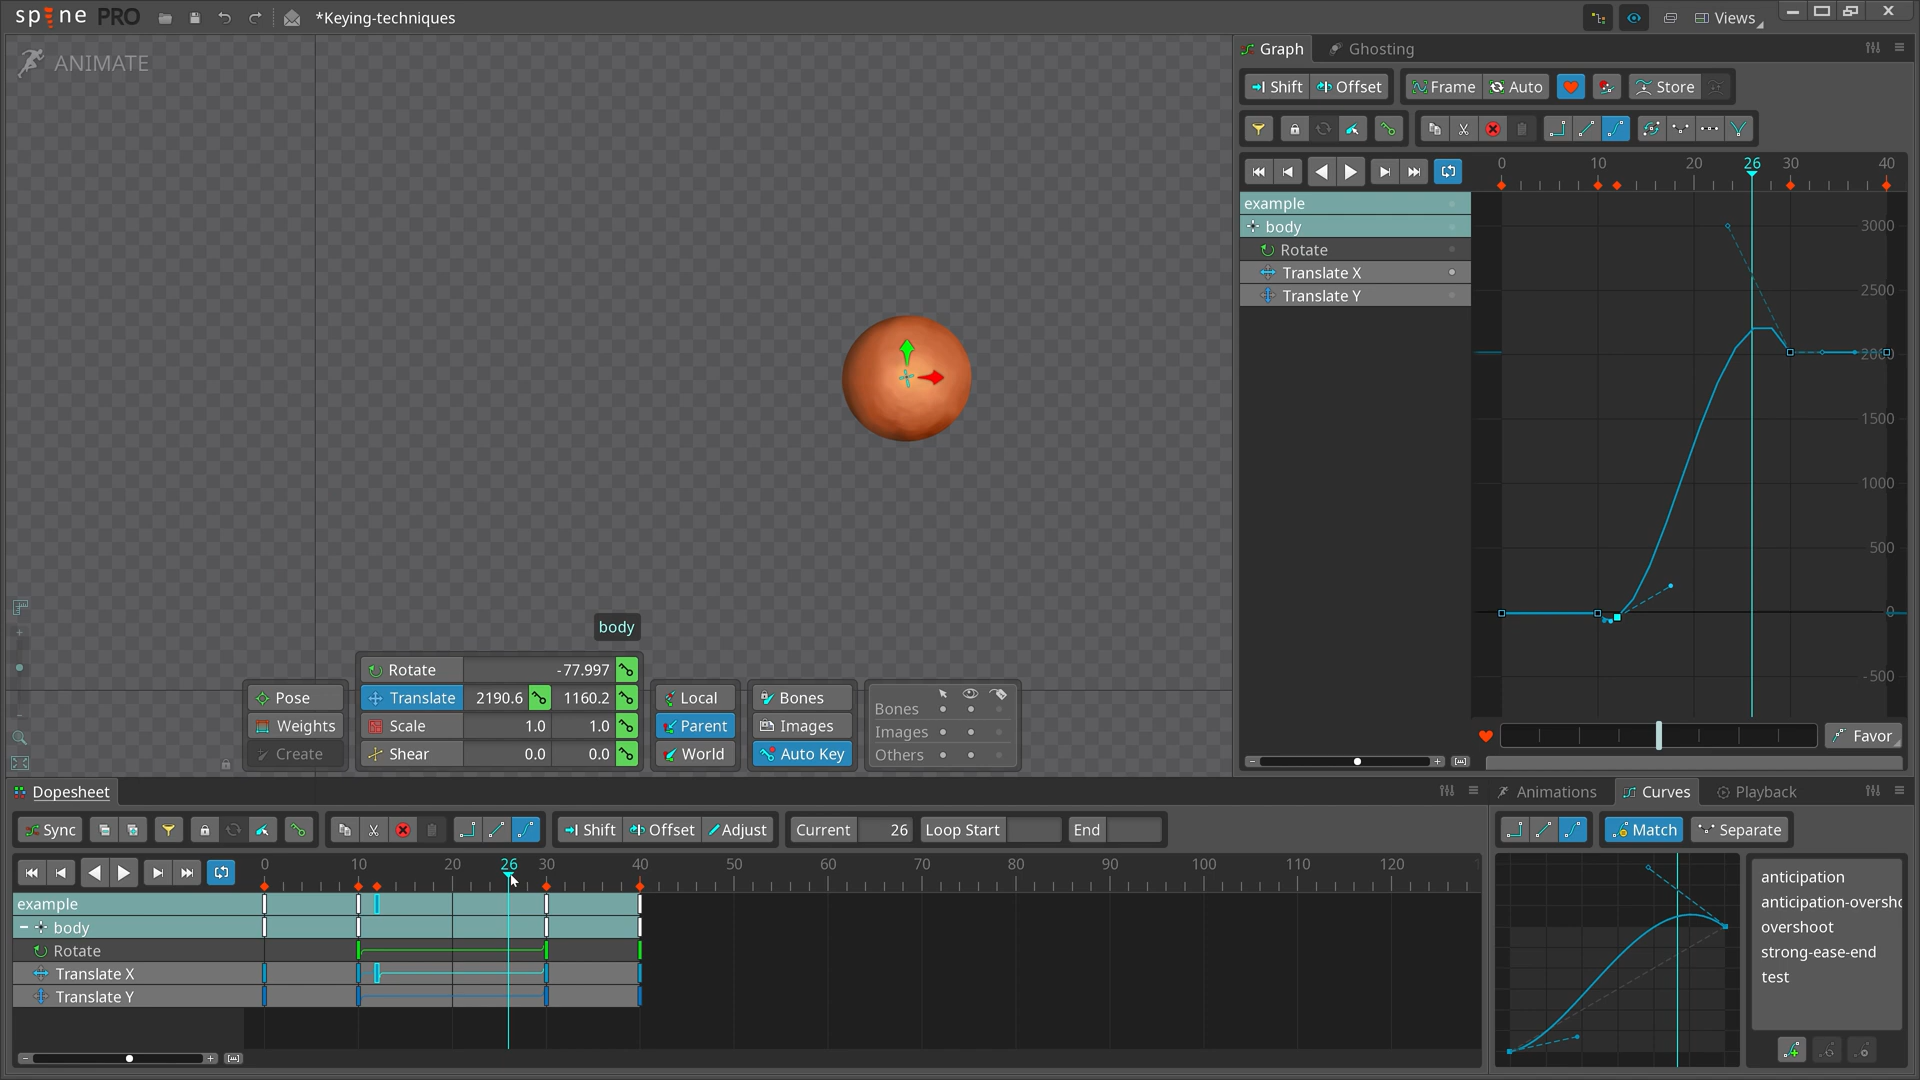 spine PRO
*Keying-techniques
Views
ANIMATE
Graph
Ghosting
Shift
Offset
Frame
Auto
Store
0 10 20 26 30 40
example
body
Rotate
Translate X
Translate Y
3000
2500
2000
1500
1000
500
0
-500
Favor
body
Pose
Weights
Create
Rotate -77.997
Translate 2190.6 1160.2
Scale 1.0 1.0
Shear 0.0 0.0
Local
Parent
World
Bones
Images
Auto Key
Bones
Images
Others
Dopesheet
Sync
Shift
Offset
Adjust
Current 26
Loop Start
End
0 10 20 26 30 40 50 60 70 80 90 100 110 120
example
body
Rotate
Translate X
Translate Y
Animations
Curves
Playback
Match
Separate
anticipation
anticipation-oversho
overshoot
strong-ease-end
test